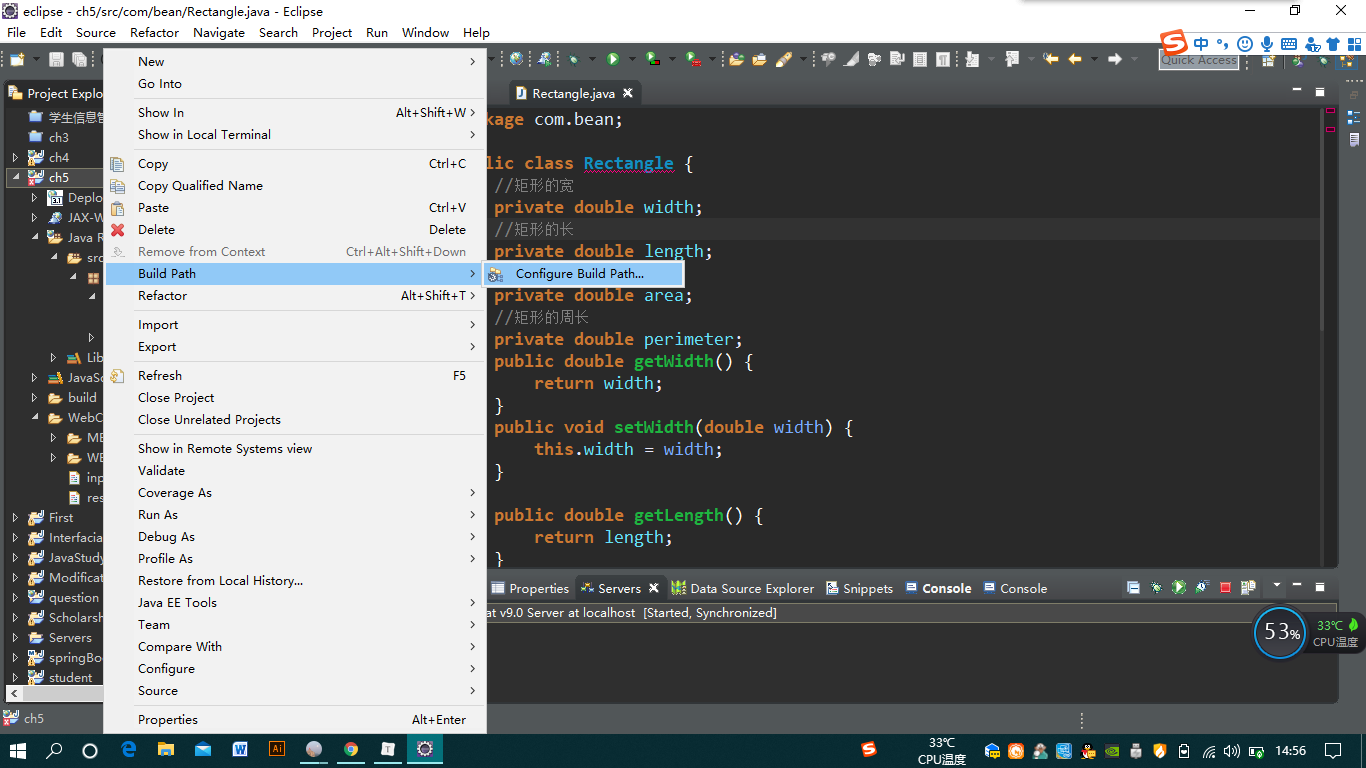 eclipse - ch5/src/com/bean/Rectangle.java - Eclipse
File Edit Source Refactor Navigate Search Project Run Window Help
中
Quick Access
Project Explo
学生信息管
ch3
ch4
ch5
Deplo
JAX-W
Java R
src
Lib
JavaSc
build
WebC
ME
WE
inp
res
First
Interfacia
JavaStudy
Modificat
question
Scholarsh
Servers
springBo
student
ch5
New
Go Into
Show In Alt+Shift+W
Show in Local Terminal
Copy Ctrl+C
Copy Qualified Name
Paste Ctrl+V
Delete Delete
Remove from Context Ctrl+Alt+Shift+Down
Build Path
Refactor Alt+Shift+T
Import
Export
Refresh F5
Close Project
Close Unrelated Projects
Show in Remote Systems view
Validate
Coverage As
Run As
Debug As
Profile As
Restore from Local History...
Java EE Tools
Team
Compare With
Configure
Source
Properties Alt+Enter
Configure Build Path...
Rectangle.java
kage com.bean;
lic class Rectangle {
//矩形的宽
private double width;
//矩形的长
private double length;
private double area;
//矩形的周长
private double perimeter;
public double getWidth() {
return width;
}
public void setWidth(double width) {
this.width = width;
}
public double getLength() {
return length;
}
Properties Servers Data Source Explorer Snippets Console Console
at v9.0 Server at localhost [Started, Synchronized]
53%
33℃
CPU温度
33℃
CPU温度
14:56